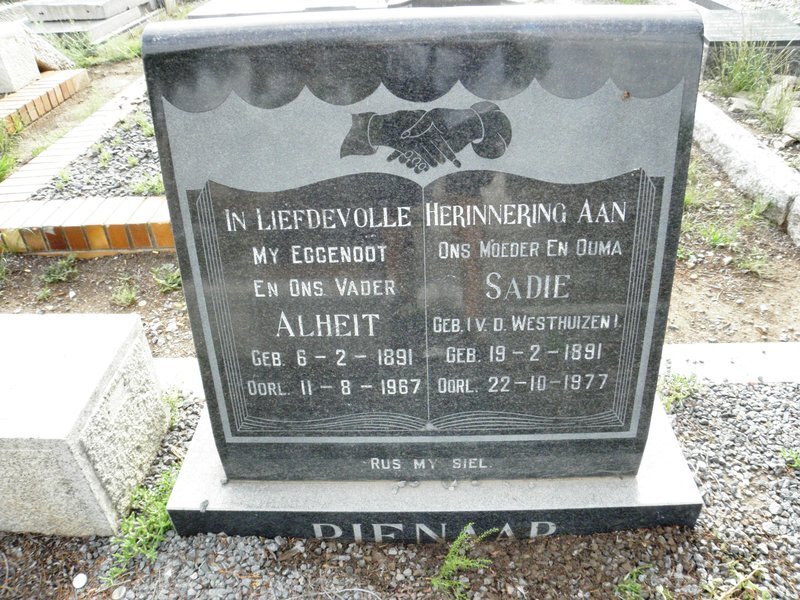 IN LIEFDEVOLLE HERINNERING AAN
MY EGGENOOT
EN ONS VADER
ALHEIT
GEB. 6-2-1891
OORL. 11-8-1967
ONS MOEDER EN OUMA
SADIE
GEB. (V.D. WESTHUIZEN).
GEB. 19-2-1891
OORL. 22-10-1977
RUS MY SIEL.
PIENAAR